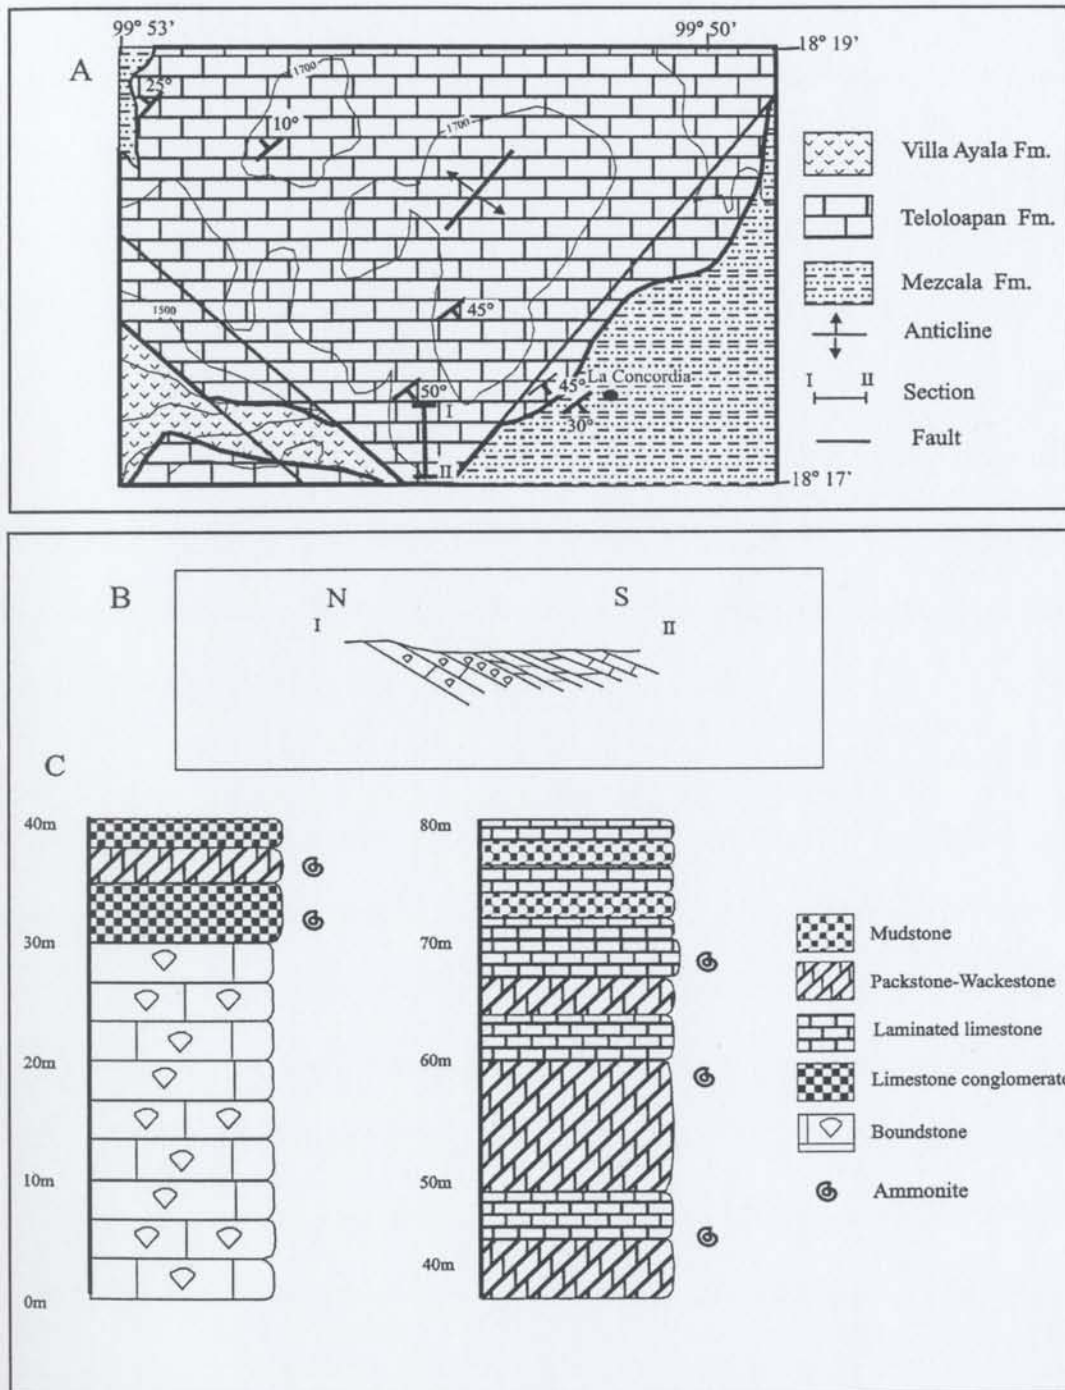 99° 53’
99° 50’
18° 19’
A
25°
1700
10°
1700
Villa Ayala Fm.
Teloloapan Fm.
Mezcala Fm.
1500
45°
Anticline
50°
45°
La Concordia
I
30°
I II
Section
Fault
II
18° 17’
B
N S
I II
C
40m
30m
20m
10m
0m
80m
70m
60m
50m
40m
Mudstone
Packstone-Wackestone
Laminated limestone
Limestone conglomerate
Boundstone
Ammonite